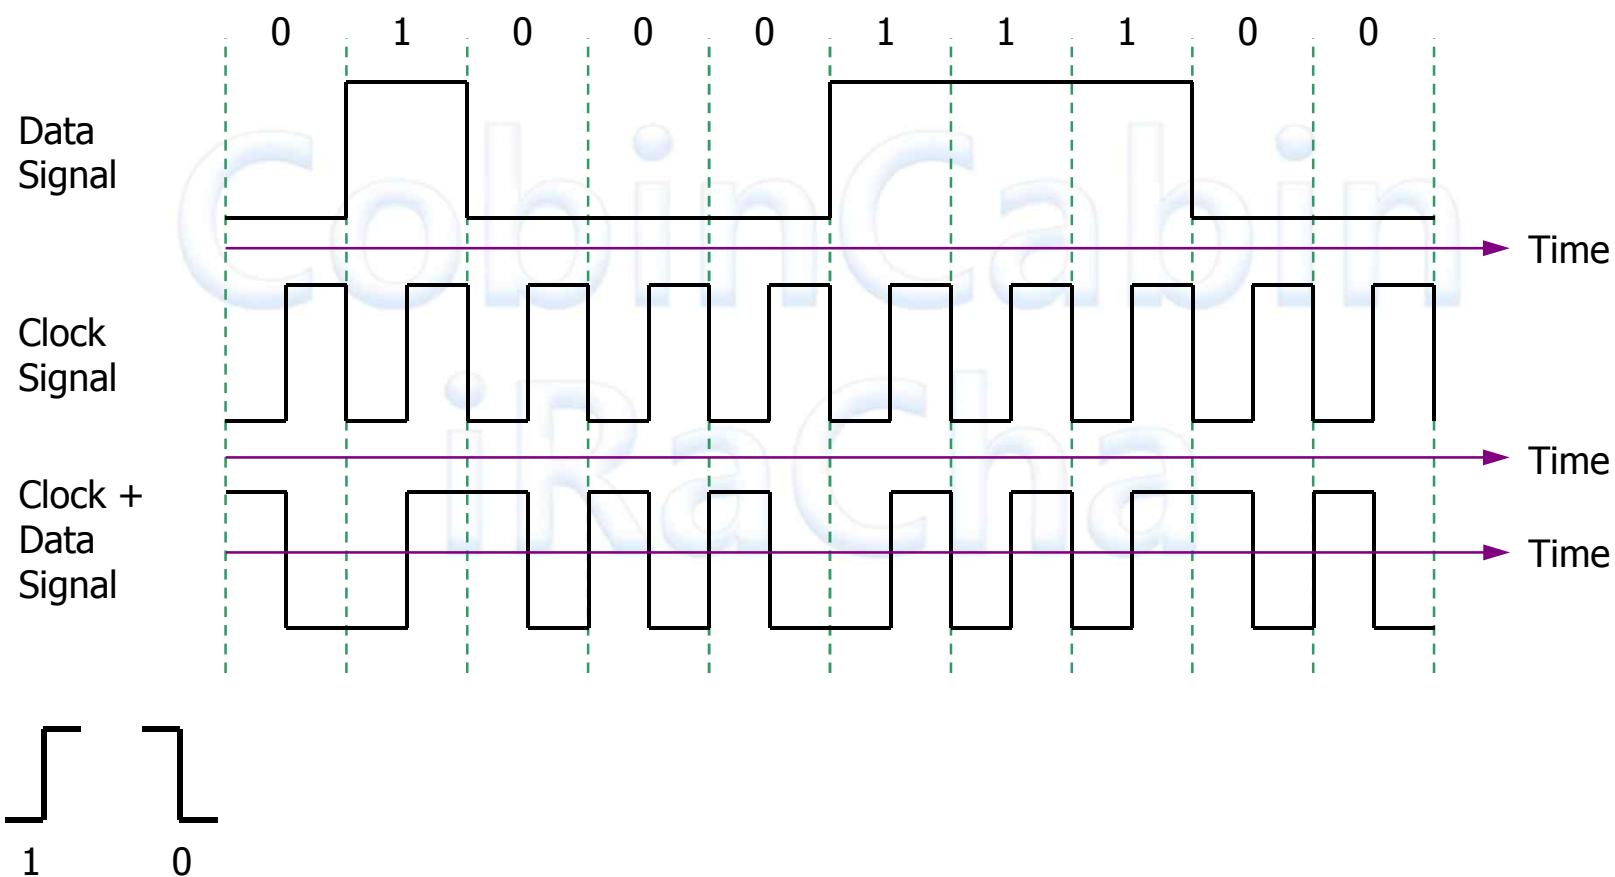 0 1 0 0 0 1 1 1 0 0
Data
Signal
Time
Clock
Signal
Time
Clock +
Data
Signal
Time
CobinCabin
iRaCha
1 0